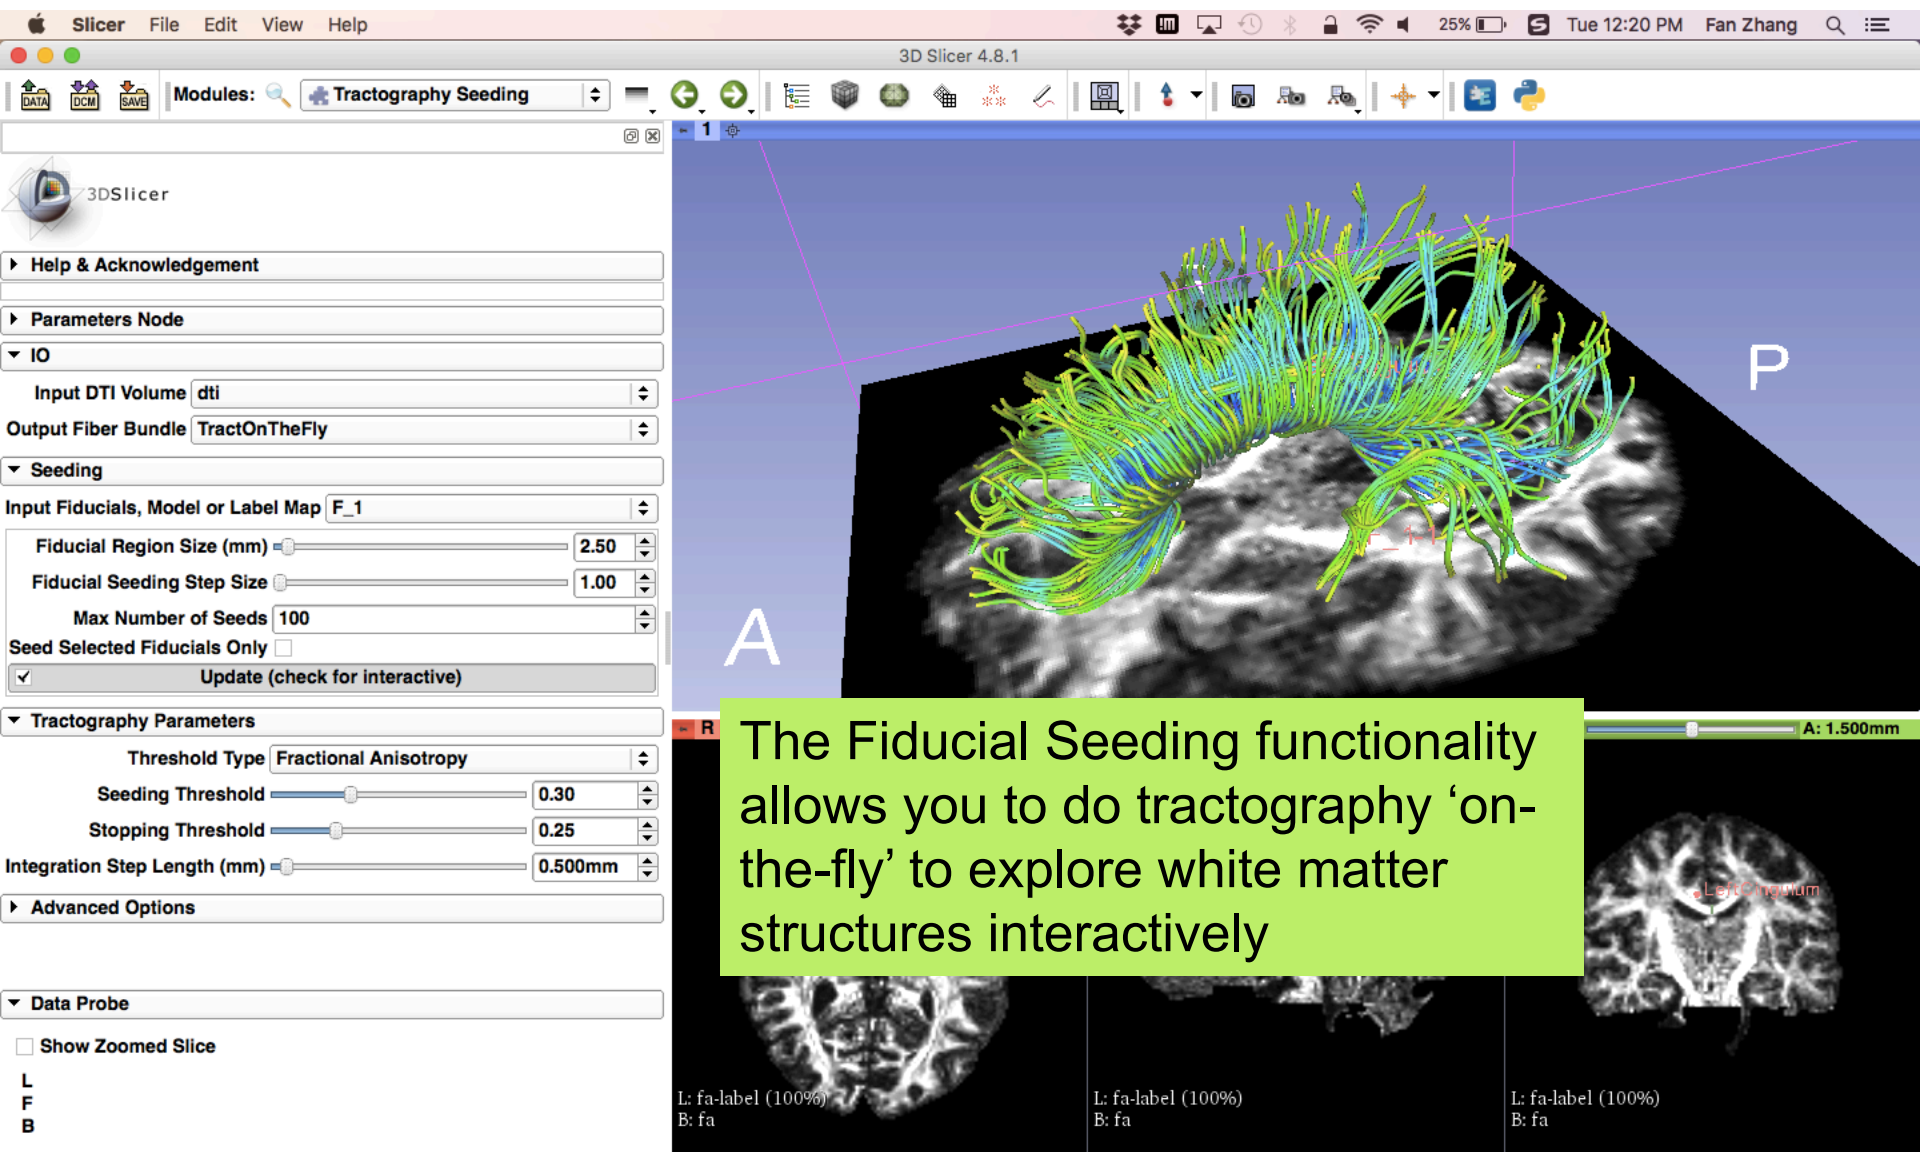 Slicer File Edit View Help
25% Tue 12:20 PM Fan Zhang
3D Slicer 4.8.1
DATA DCM SAVE Modules: Tractography Seeding
1
3DSlicer
Help & Acknowledgement
Parameters Node
IO
Input DTI Volume dti
Output Fiber Bundle TractOnTheFly
Seeding
Input Fiducials, Model or Label Map F_1
Fiducial Region Size (mm) 2.50
Fiducial Seeding Step Size 1.00
Max Number of Seeds 100
Seed Selected Fiducials Only
Update (check for interactive)
Tractography Parameters
Threshold Type Fractional Anisotropy
Seeding Threshold 0.30
Stopping Threshold 0.25
Integration Step Length (mm) 0.500mm
Advanced Options
Data Probe
Show Zoomed Slice
L
F
B
P
A
F_1-1
R
A: 1.500mm
The Fiducial Seeding functionality
allows you to do tractography ‘on-
the-fly’ to explore white matter
structures interactively
LeftCingulum
L: fa-label (100%)
B: fa
L: fa-label (100%)
B: fa
L: fa-label (100%)
B: fa